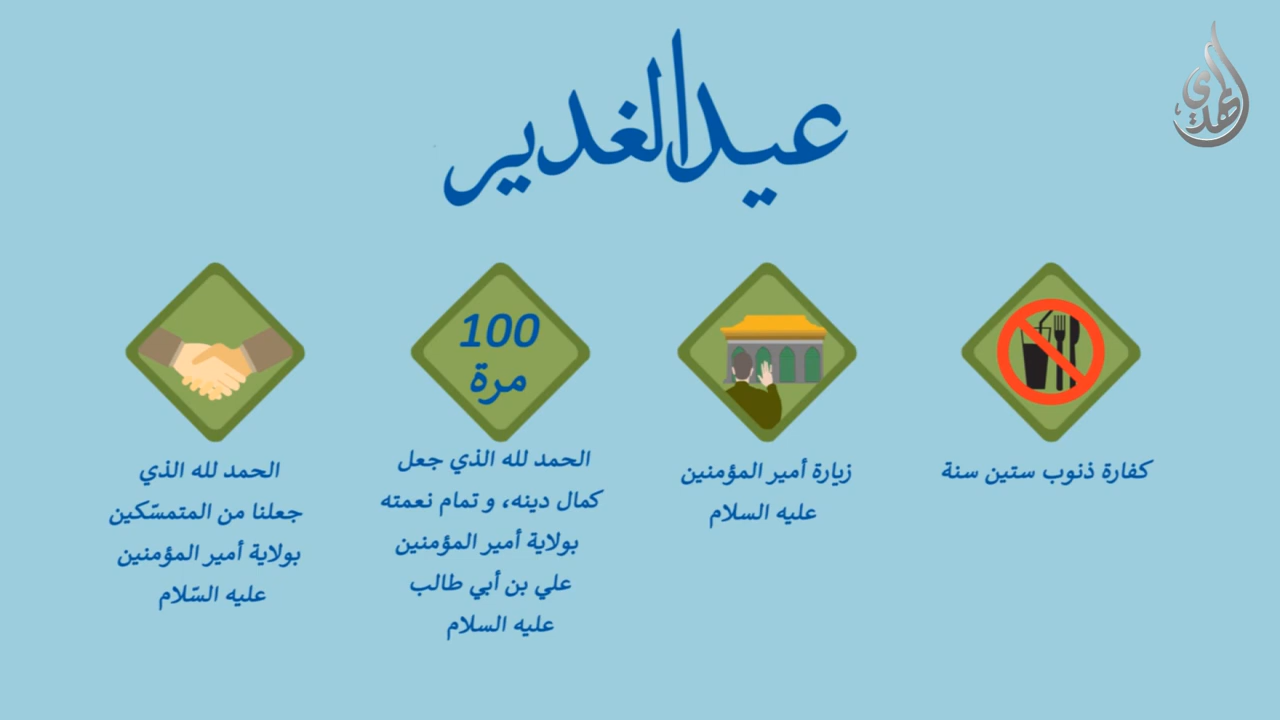 عيد الغدير
المهدي
كفارة ذنوب ستين سنة
زيارة أمير المؤمنين
عليه السلام
100
مرة
الحمد لله الذي جعل
كمال دينه، و تمام نعمته
بولاية أمير المؤمنين
علي بن أبي طالب
عليه السلام
الحمد لله الذي
جعلنا من المتمسّكين
بولاية أمير المؤمنين
عليه السّلام